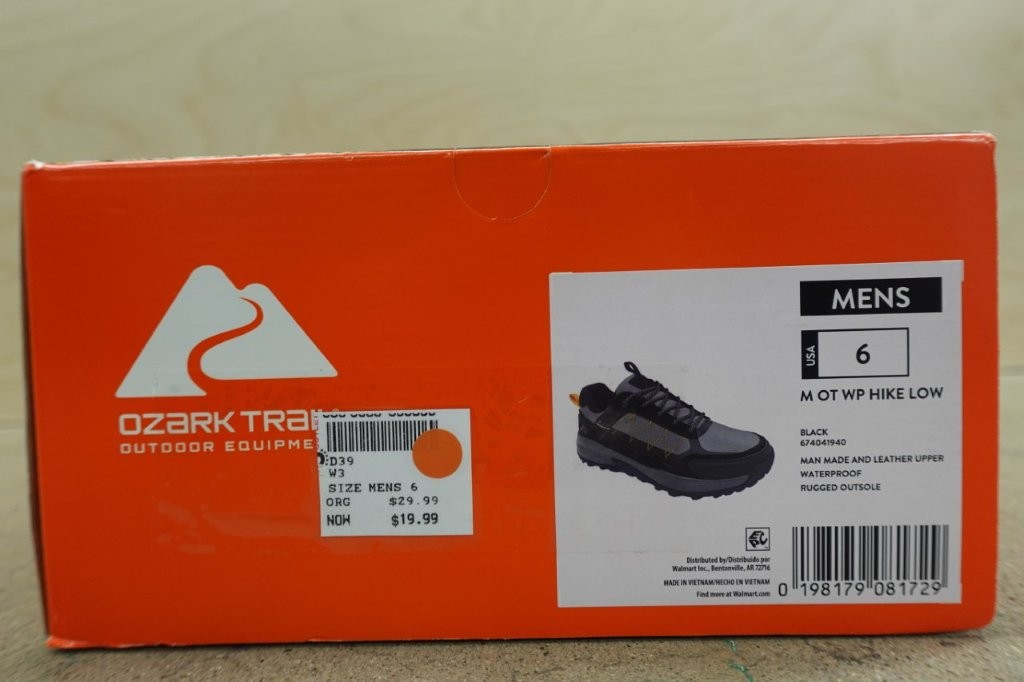 OZARK TRAI
OUTDOOR EQUIPME
D39
W3
SIZE MENS 6
ORG $29.99
NOW $19.99
MENS
USA 6
M OT WP HIKE LOW
BLACK
674041940
MAN MADE AND LEATHER UPPER
WATERPROOF
RUGGED OUTSOLE
Distributed by/Distribuido por
Walmart Inc., Bentonville, AR 72716
MADE IN VIETNAM/HECHO EN VIETNAM
Find more at Walmart.com
0 198179 081729